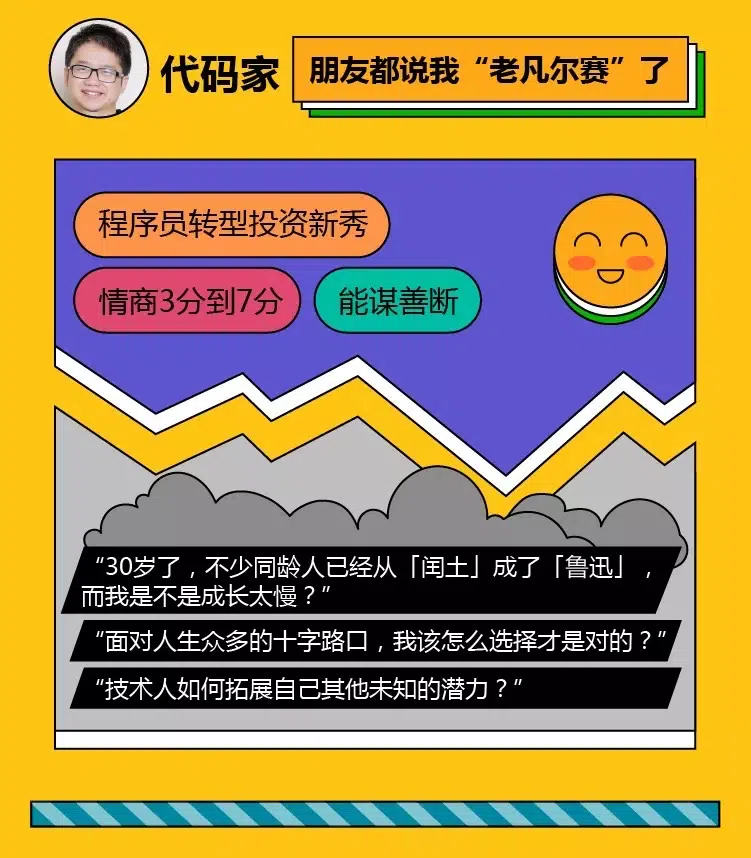 代码家
朋友都说我“老凡尔赛”了
程序员转型投资新秀
情商3分到7分
能谋善断
“30岁了，不少同龄人已经从「闰土」成了「鲁迅」，
而我是不是成长太慢？”
“面对人生众多的十字路口，我该怎么选择才是对的？”
“技术人如何拓展自己其他未知的潜力？”